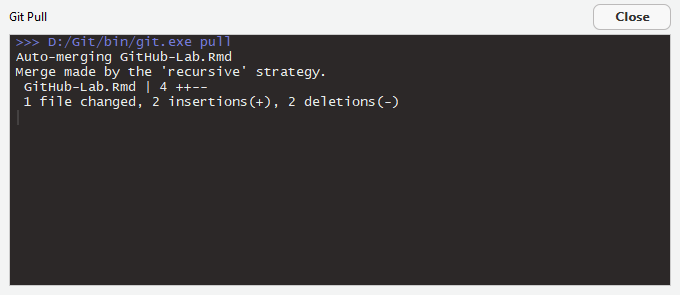 Git Pull
Close
>>> D:/Git/bin/git.exe pull
Auto-merging GitHub-Lab.Rmd
Merge made by the 'recursive' strategy.
 GitHub-Lab.Rmd | 4 ++--
 1 file changed, 2 insertions(+), 2 deletions(-)